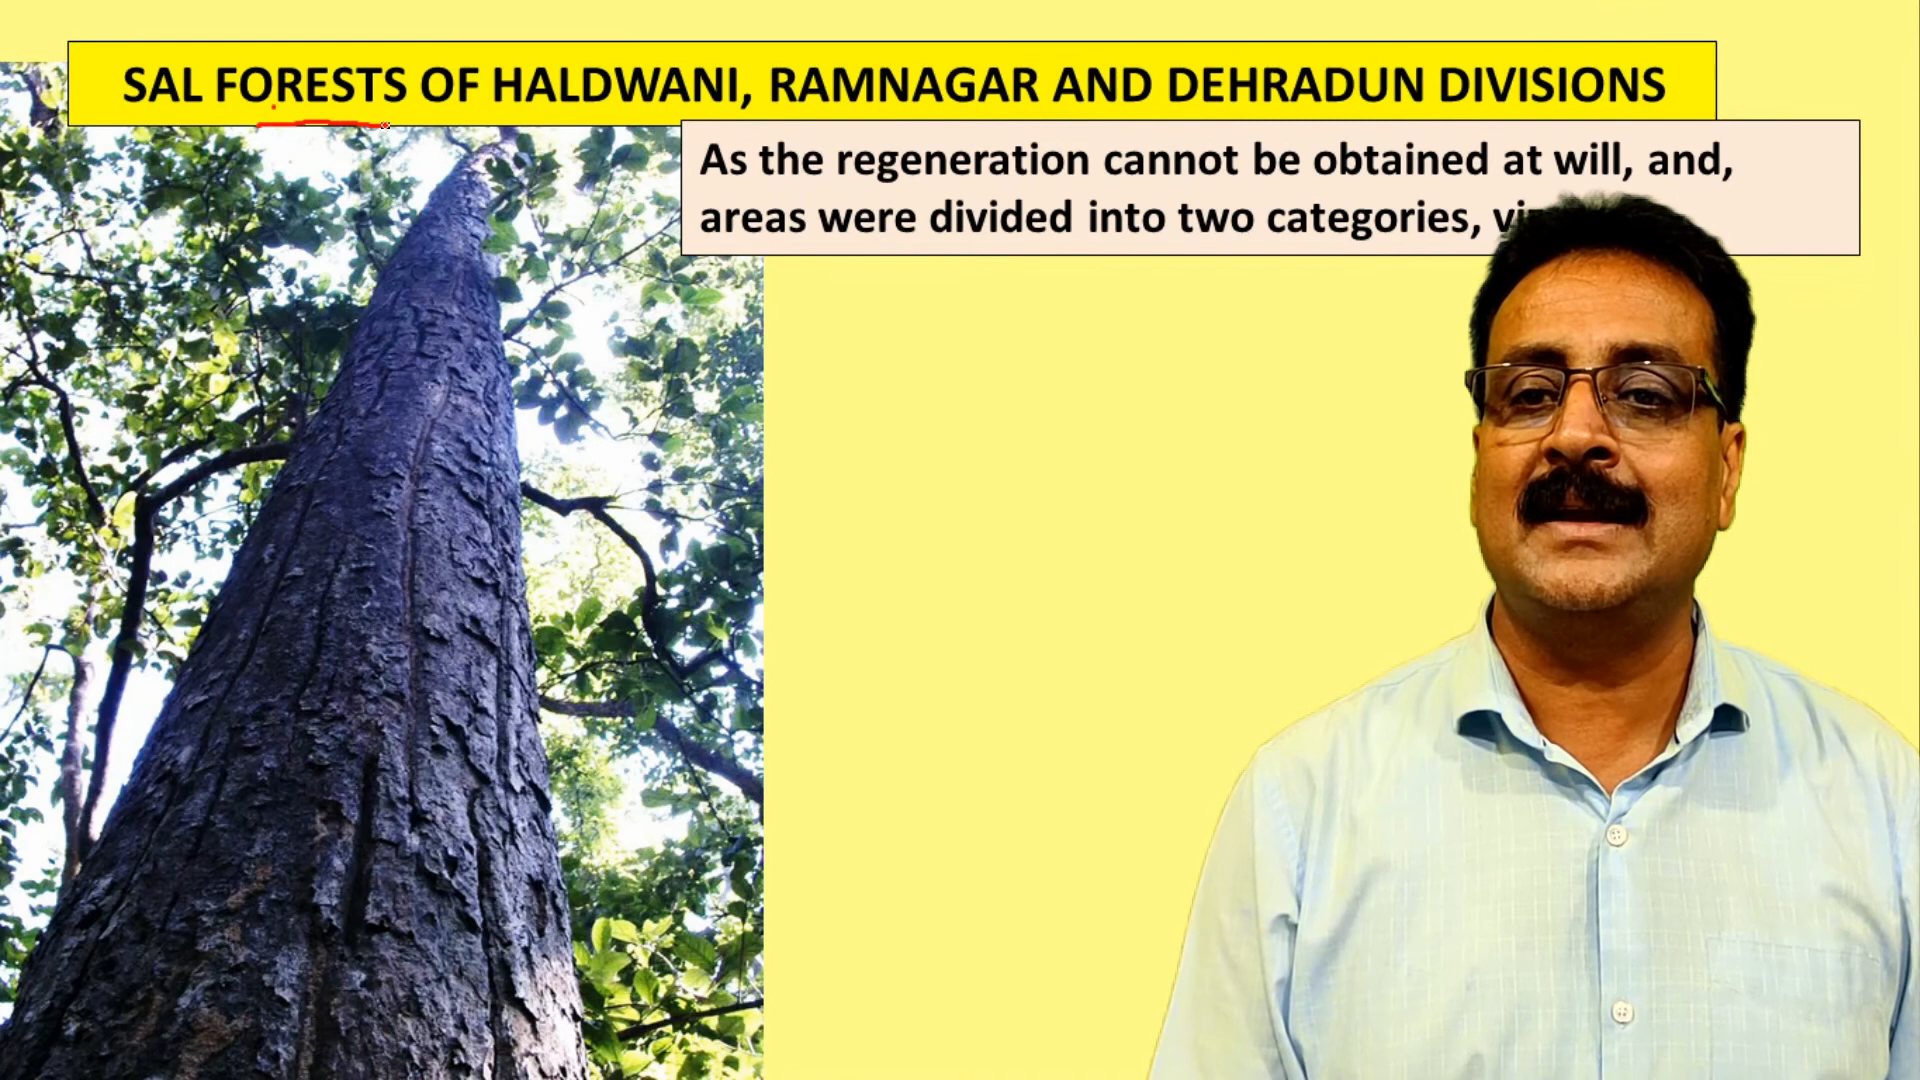 SAL FORESTS OF HALDWANI, RAMNAGAR AND DEHRADUN DIVISIONS
As the regeneration cannot be obtained at will, and,
areas were divided into two categories,